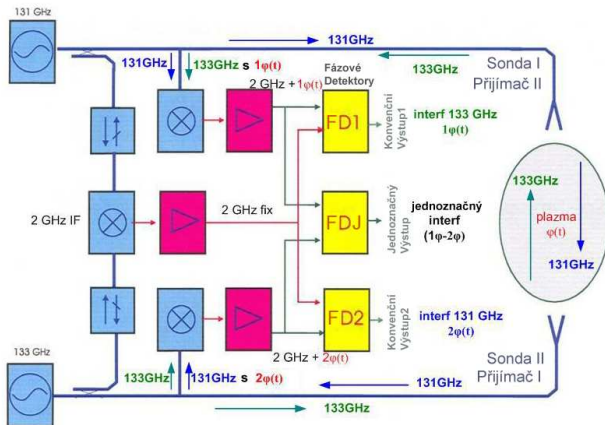 131 GHz
131GHz
131GHz
133GHz s 1φ(t)
133GHz
Sonda I
Přijímač II
2 GHz + 1φ(t)
Fázové
Detektory
FD1
Konvenční
Výstup1
interf 133 GHz
1φ(t)
2 GHz IF
2 GHz fix
FDJ
Jednoznačný
Výstup
jednoznačný
interf
(1φ-2φ)
133GHz
plazma
φ(t)
131GHz
FD2
Konvenční
Výstup2
interf 131 GHz
2φ(t)
2 GHz + 2φ(t)
133 GHz
133GHz
131GHz s 2φ(t)
131GHz
Sonda II
Přijímač I
133GHz